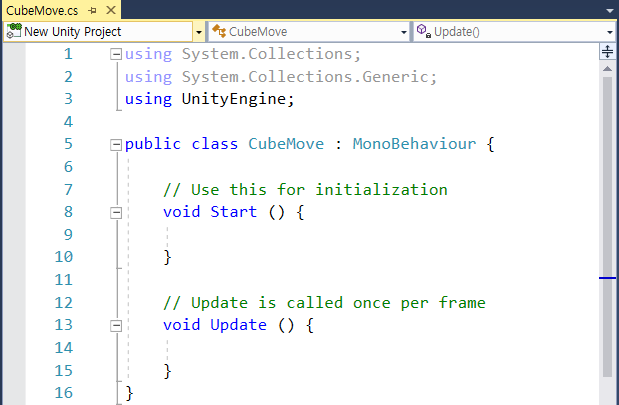 CubeMove.cs
New Unity Project CubeMove Update()
1 using System.Collections;
2 using System.Collections.Generic;
3 using UnityEngine;
4
5 public class CubeMove : MonoBehaviour {
6
7 // Use this for initialization
8 void Start () {
9
10 }
11
12 // Update is called once per frame
13 void Update () {
14
15 }
16 }